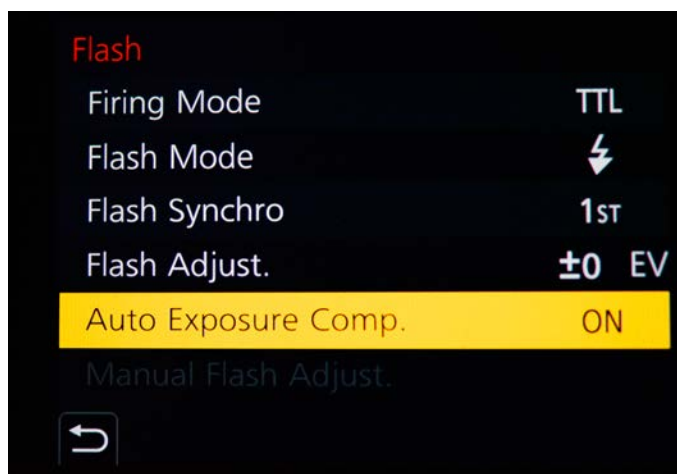 Flash
Firing Mode TTL
Flash Mode
Flash Synchro 1ST
Flash Adjust. ±0 EV
Auto Exposure Comp. ON
Manual Flash Adjust.